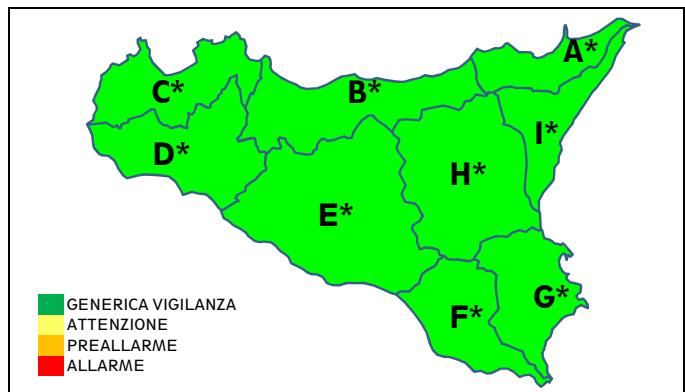 A*
C*
B*
I*
D*
H*
E*
G*
F*
GENERICA VIGILANZA
ATTENZIONE
PREALLARME
ALLARME